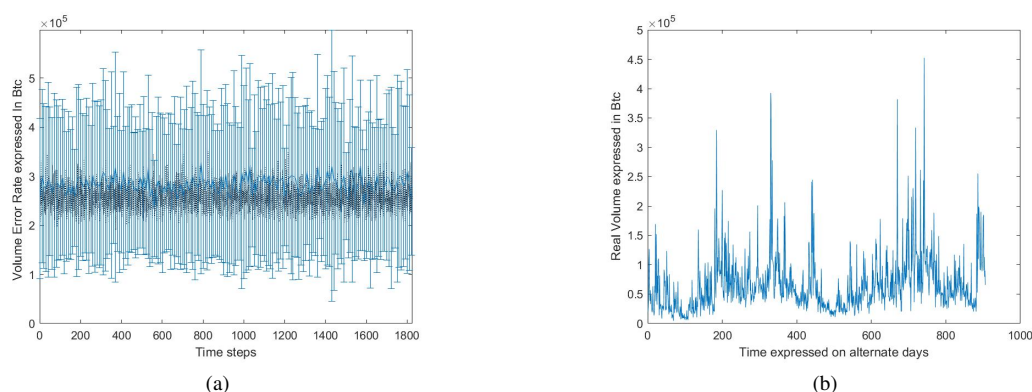 ×10⁵
5
4
3
2
1
0
Volume Error Rate expressed In Btc
0 200 400 600 800 1000 1200 1400 1600 1800
Time steps
(a)
×10⁵
5
4.5
4
3.5
3
2.5
2
1.5
1
0.5
0
Real Volume expressed in Btc
0 200 400 600 800 1000
Time expressed on alternate days
(b)